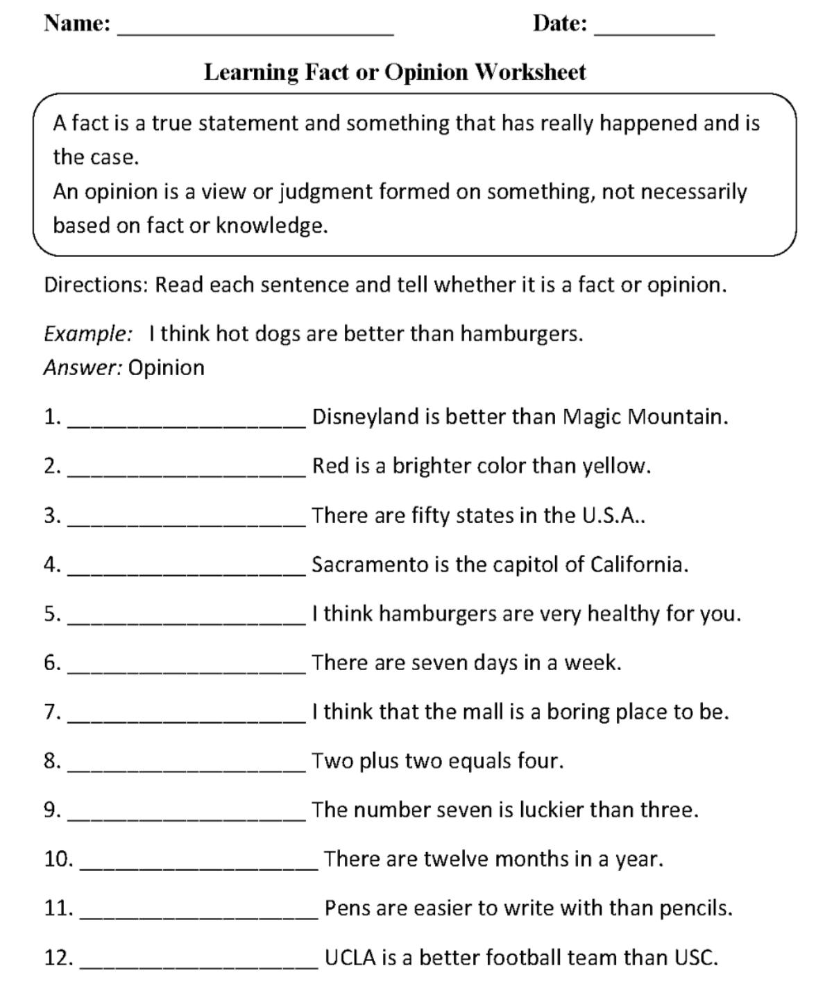 Name: _______________________ Date: __________
Learning Fact or Opinion Worksheet
A fact is a true statement and something that has really happened and is
the case.
An opinion is a view or judgment formed on something, not necessarily
based on fact or knowledge.
Directions: Read each sentence and tell whether it is a fact or opinion.
Example: I think hot dogs are better than hamburgers.
Answer: Opinion
1. ____________________ Disneyland is better than Magic Mountain.
2. ____________________ Red is a brighter color than yellow.
3. ____________________ There are fifty states in the U.S.A..
4. ____________________ Sacramento is the capitol of California.
5. ____________________ I think hamburgers are very healthy for you.
6. ____________________ There are seven days in a week.
7. ____________________ I think that the mall is a boring place to be.
8. ____________________ Two plus two equals four.
9. ____________________ The number seven is luckier than three.
10. ____________________ There are twelve months in a year.
11. ____________________ Pens are easier to write with than pencils.
12. ____________________ UCLA is a better football team than USC.